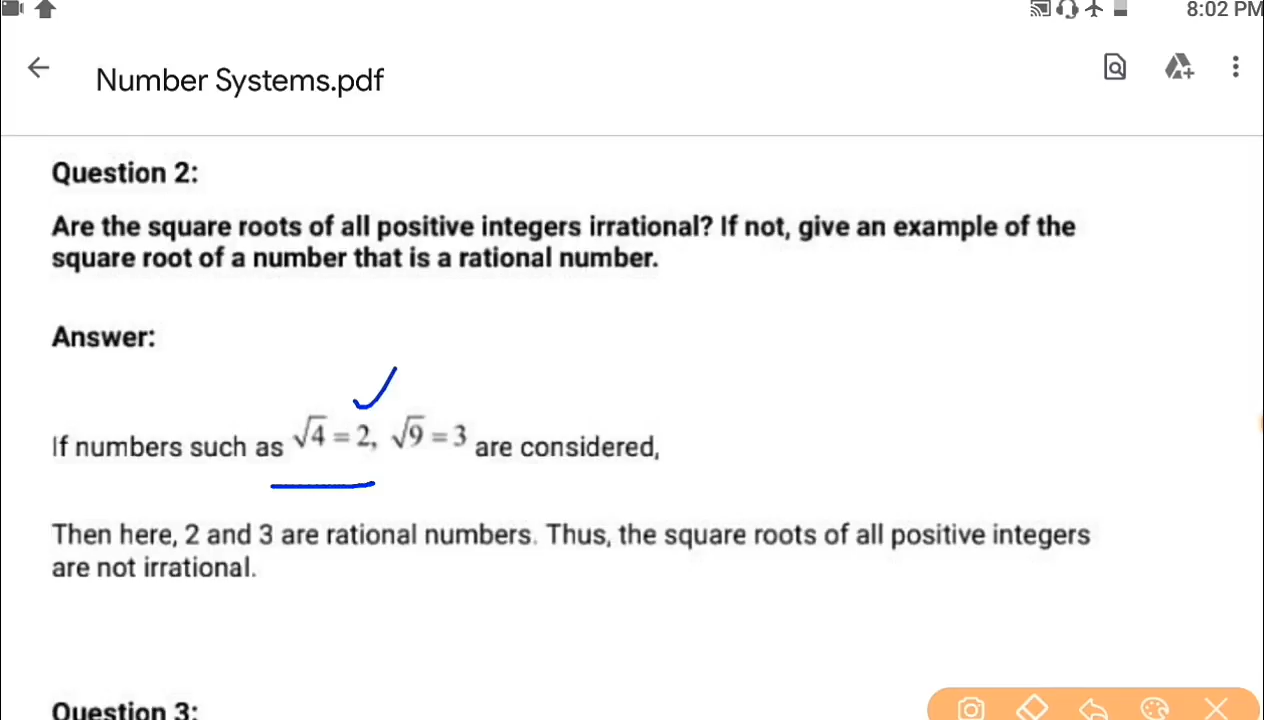 8:02 PM
Number Systems.pdf
Question 2:
Are the square roots of all positive integers irrational? If not, give an example of the
square root of a number that is a rational number.
Answer:
If numbers such as √4 = 2, √9 = 3 are considered,
Then here, 2 and 3 are rational numbers. Thus, the square roots of all positive integers
are not irrational.
Question 3: